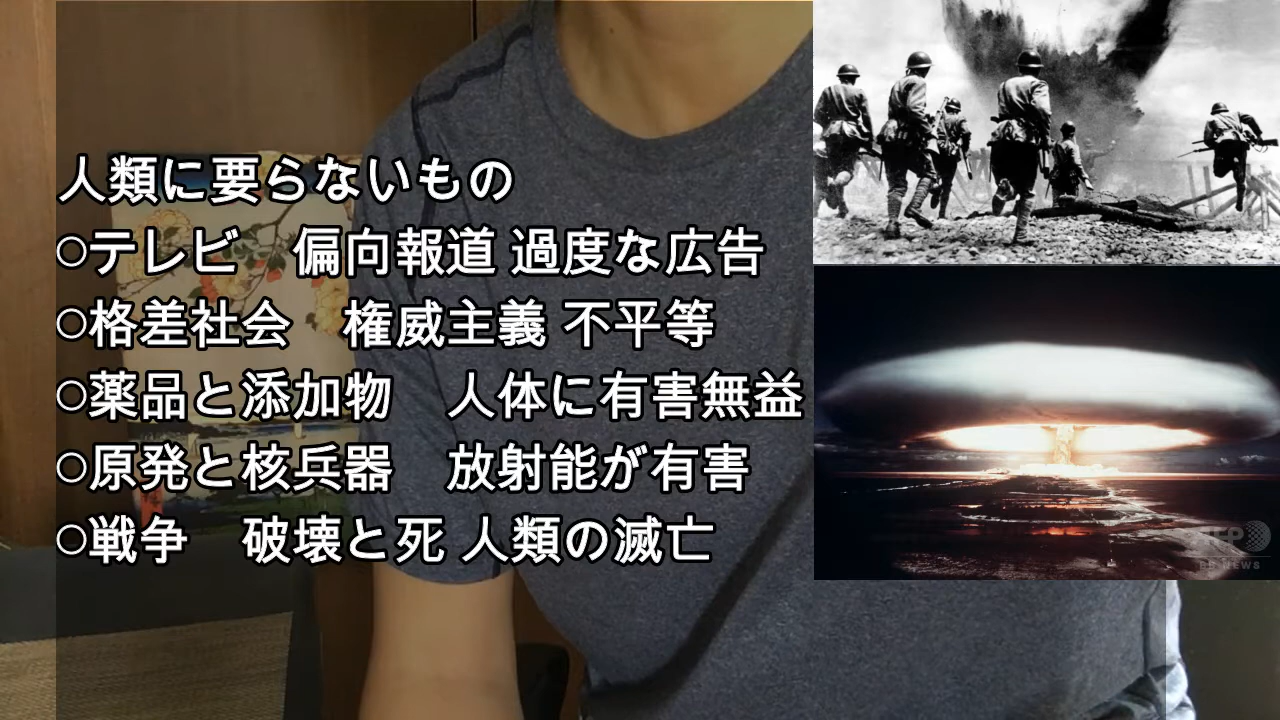 人類に要らないもの
○テレビ 偏向報道 過度な広告
○格差社会 権威主義 不平等
○薬品と添加物 人体に有害無益
○原発と核兵器 放射能が有害
○戦争 破壊と死 人類の滅亡
AFP
BB NEWS